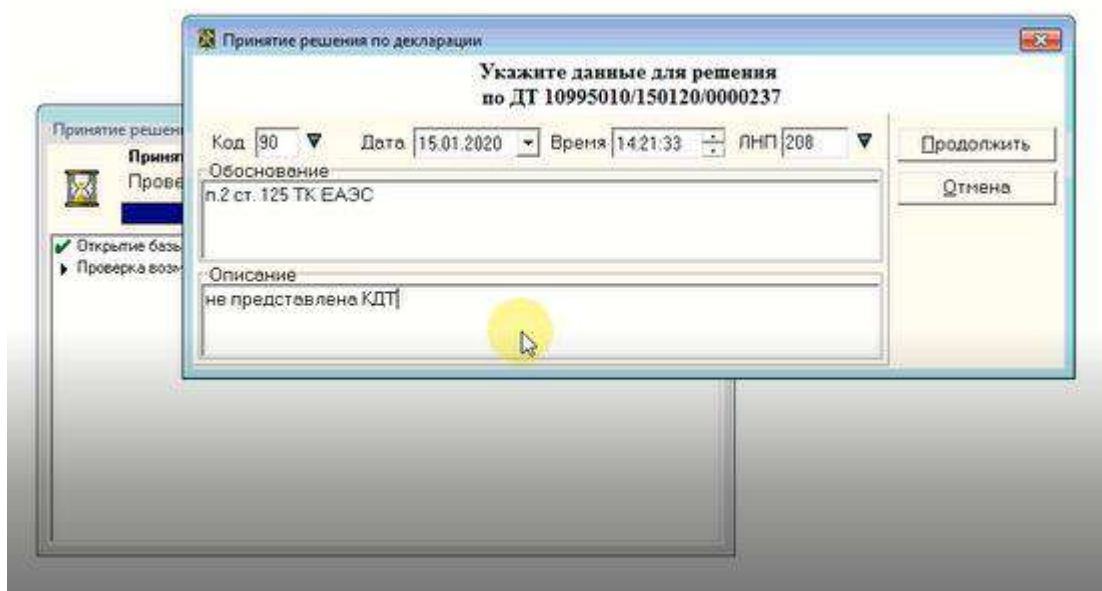 Принятие решения по декларации
Укажите данные для решения
по ДТ 10995010/150120/0000237
Код 90 Дата 15.01.2020 Время 14:21:33 ЛНП 208
Продолжить
Отмена
Обоснование
п.2 ст. 125 ТК ЕАЭС
Описание
не представлена КДТ
Принятие решен
Приня
Прове
Открытие базы
Проверка возм